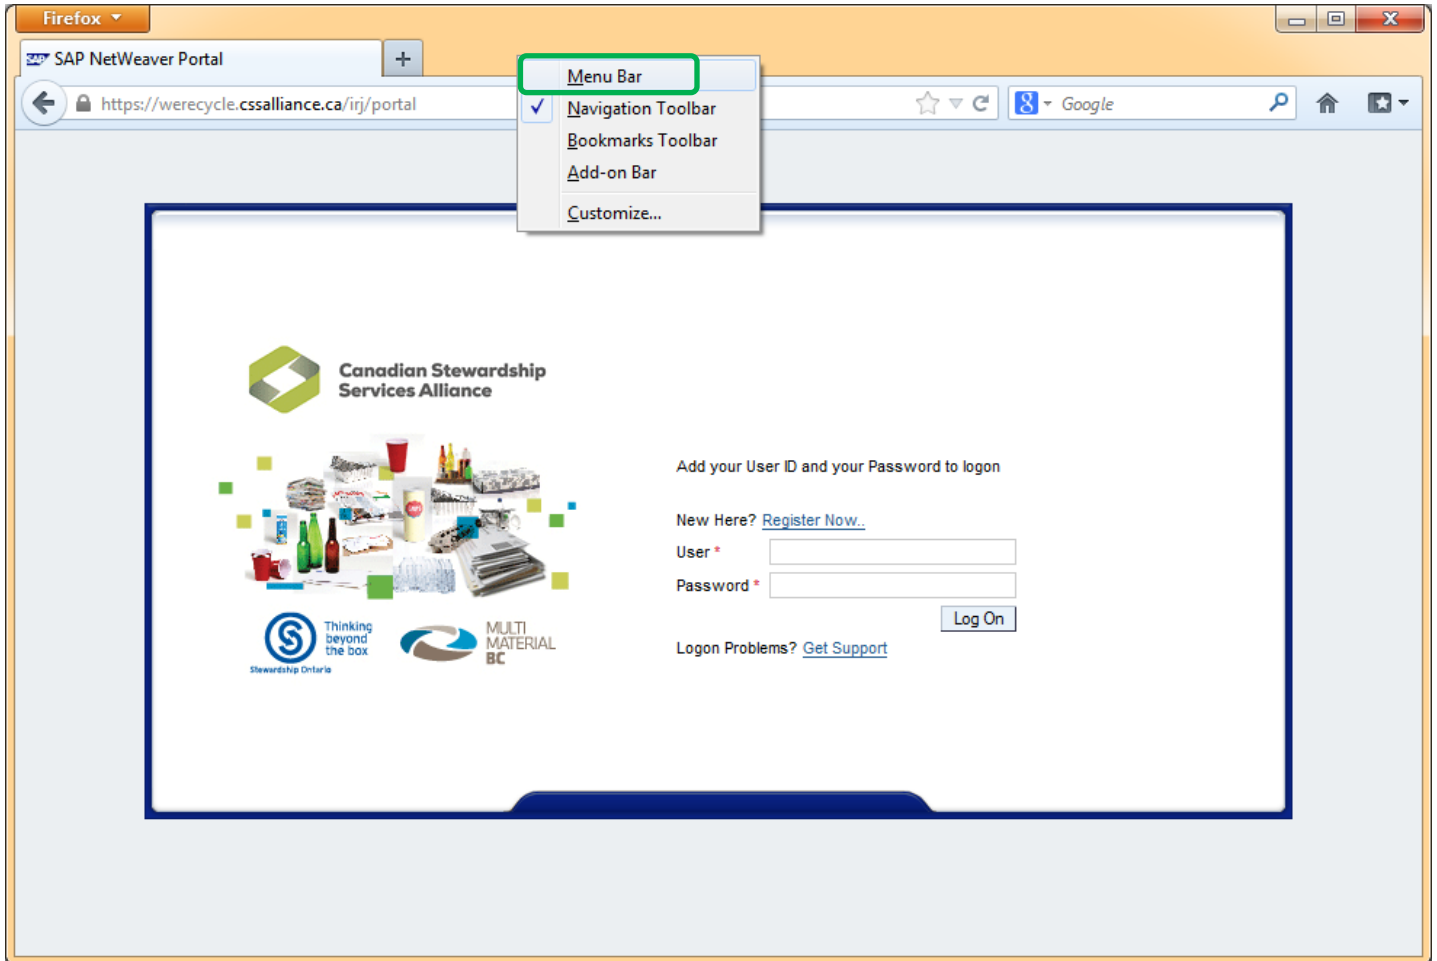 Firefox
SAP NetWeaver Portal
https://werecycle.cssalliance.ca/irj/portal
Google
Menu Bar
Navigation Toolbar
Bookmarks Toolbar
Add-on Bar
Customize...
Canadian Stewardship
Services Alliance
Thinking
beyond
the box
Stewardship Ontario
MULTI
MATERIAL
BC
Add your User ID and your Password to logon
New Here? Register Now..
User *
Password *
Log On
Logon Problems? Get Support